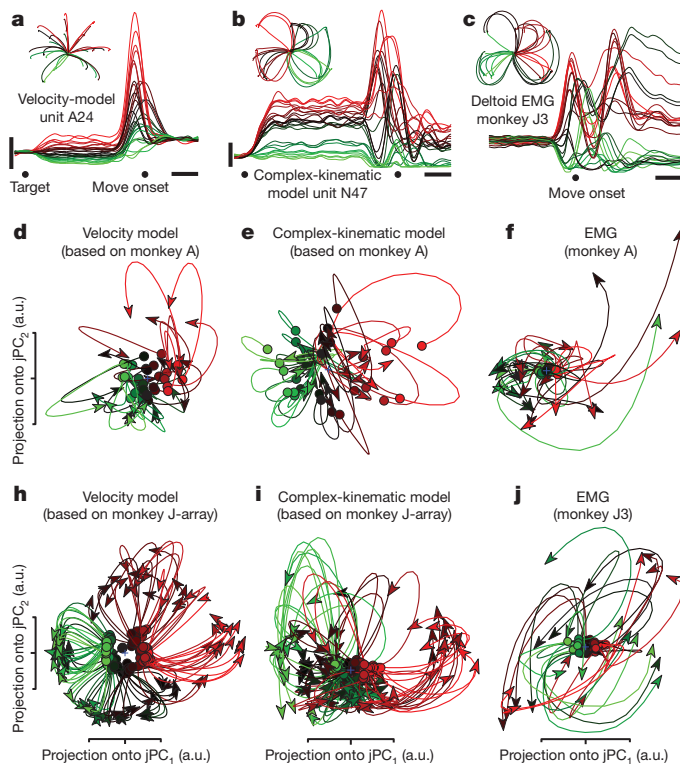 a
b
c
Velocity-model
unit A24
Deltoid EMG
monkey J3
Target
Move onset
Complex-kinematic
model unit N47
Move onset
d
Velocity model
(based on monkey A)
e
Complex-kinematic model
(based on monkey A)
f
EMG
(monkey A)
Projection onto jPC₂ (a.u.)
h
Velocity model
(based on monkey J-array)
i
Complex-kinematic model
(based on monkey J-array)
j
EMG
(monkey J3)
Projection onto jPC₂ (a.u.)
Projection onto jPC₁ (a.u.)
Projection onto jPC₁ (a.u.)
Projection onto jPC₁ (a.u.)